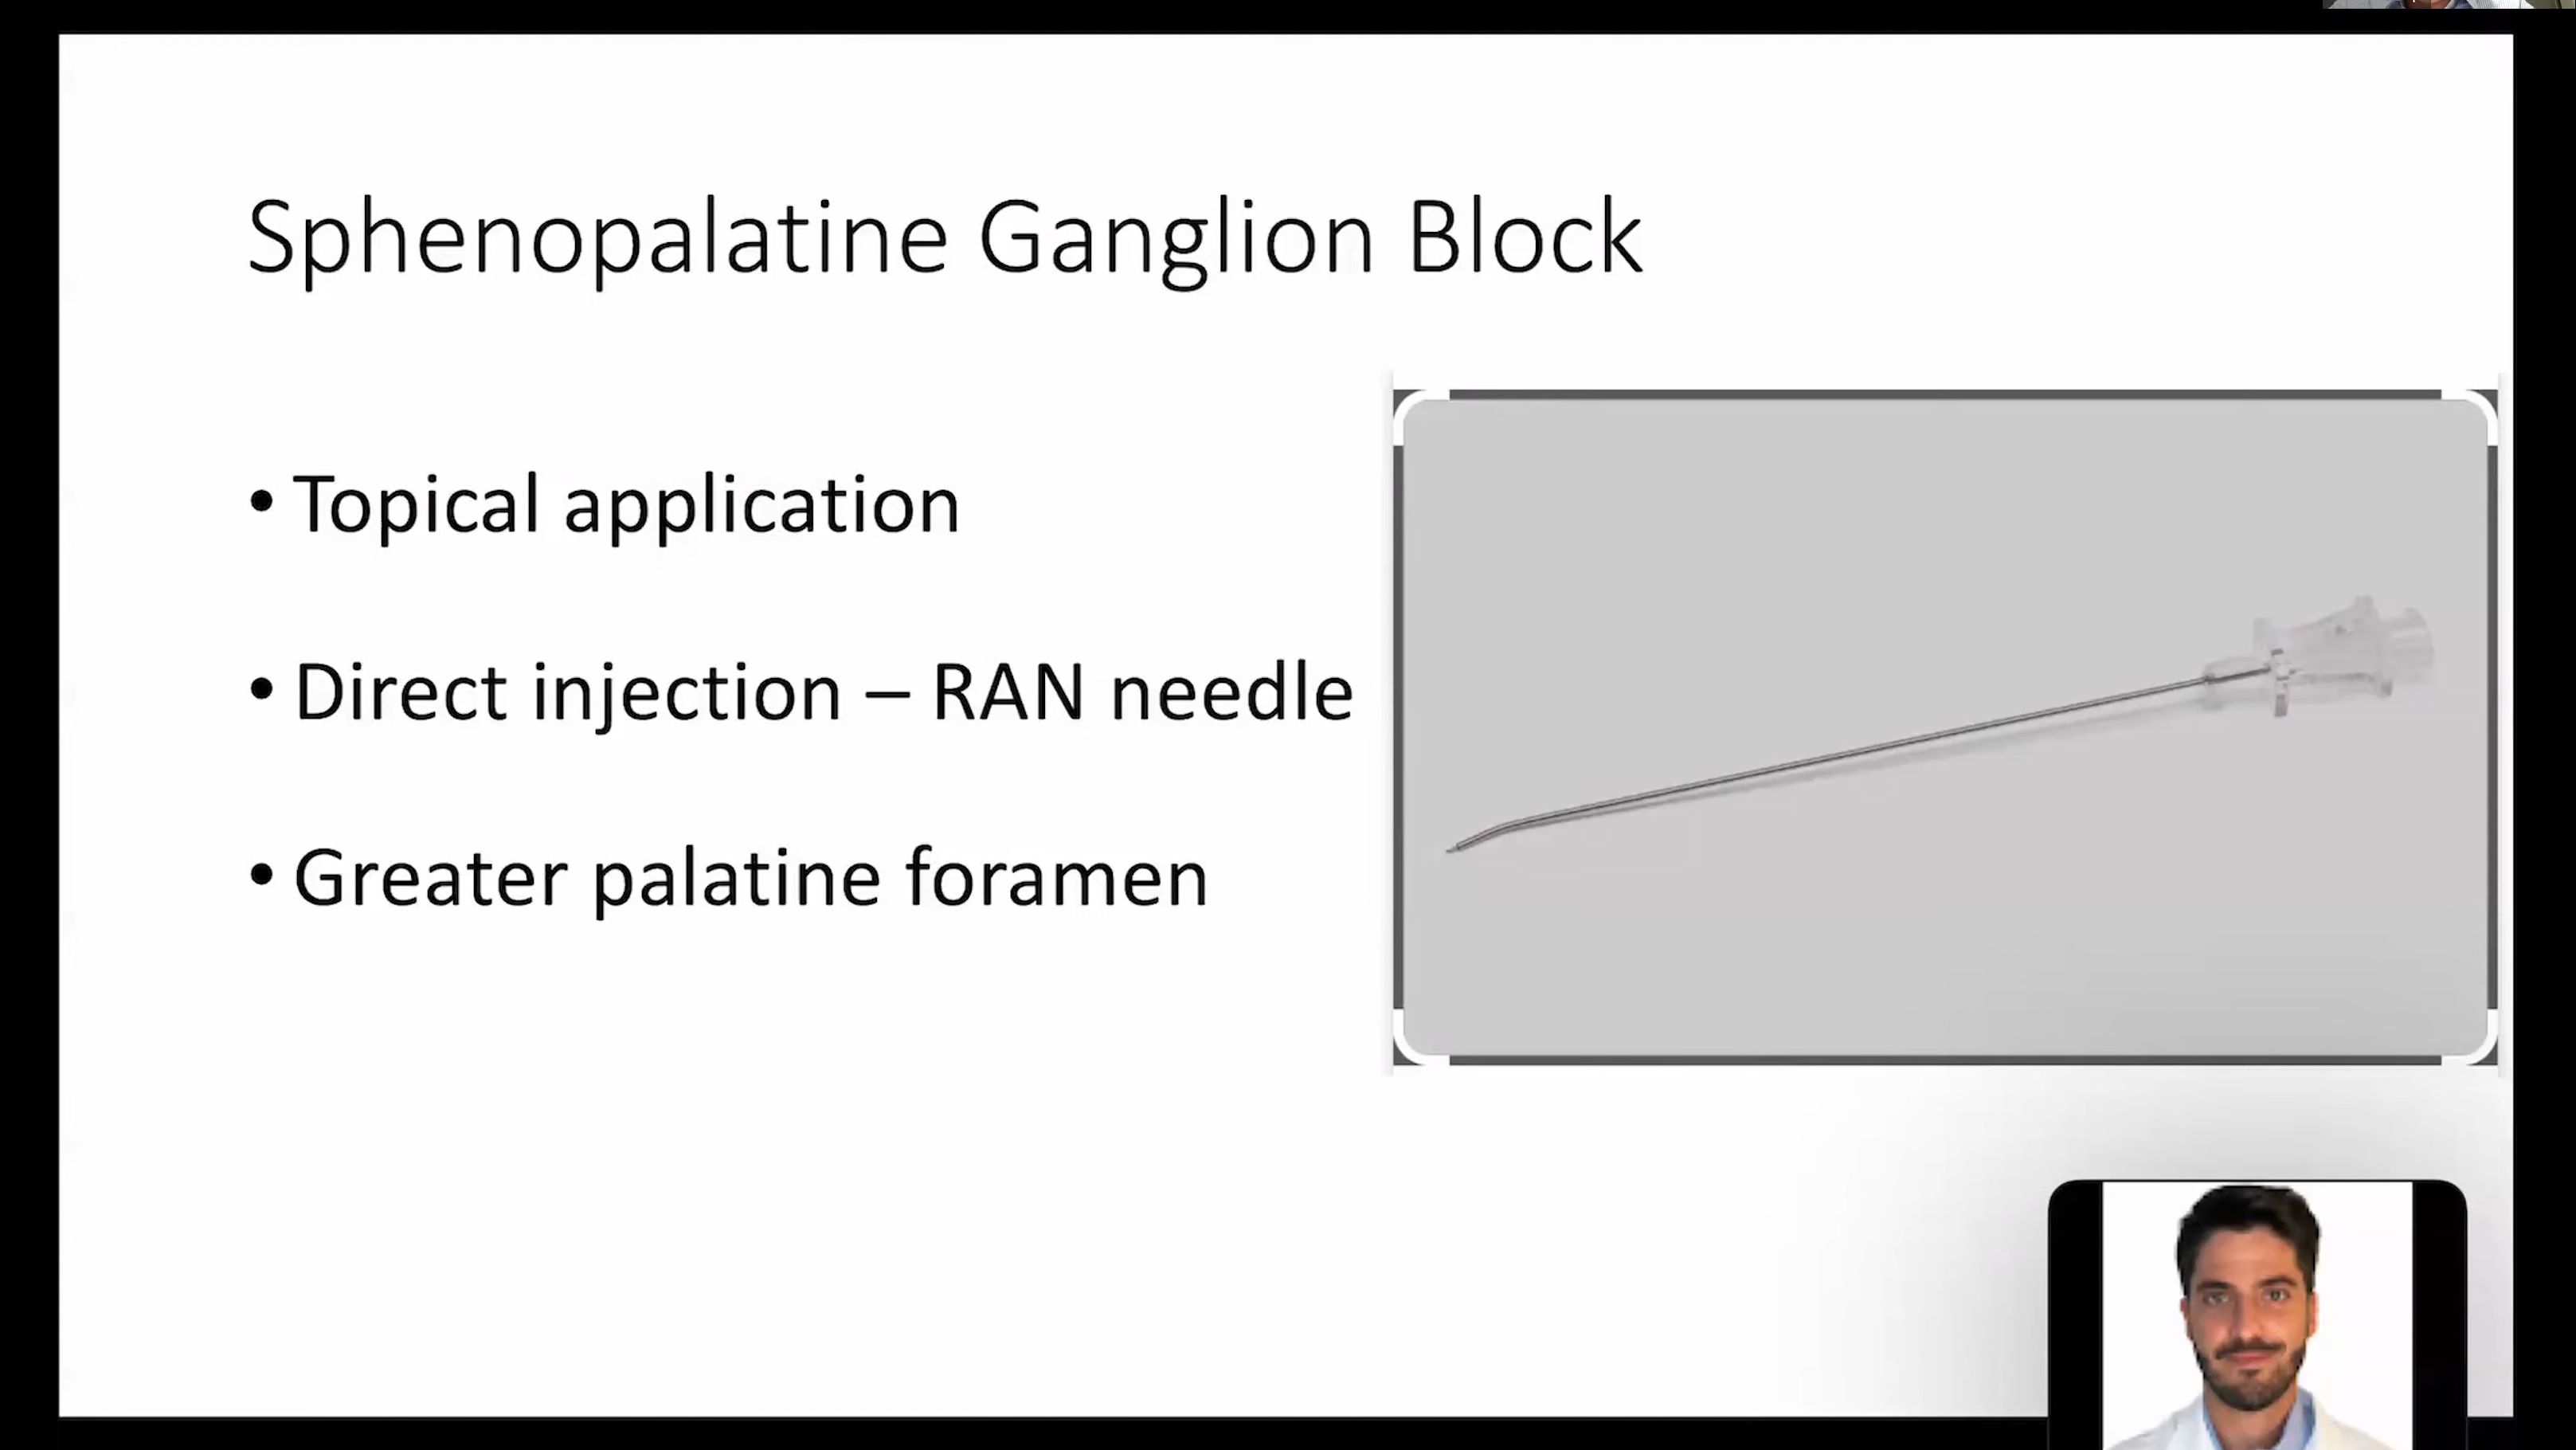 Sphenopalatine Ganglion Block
• Topical application
• Direct injection – RAN needle
• Greater palatine foramen